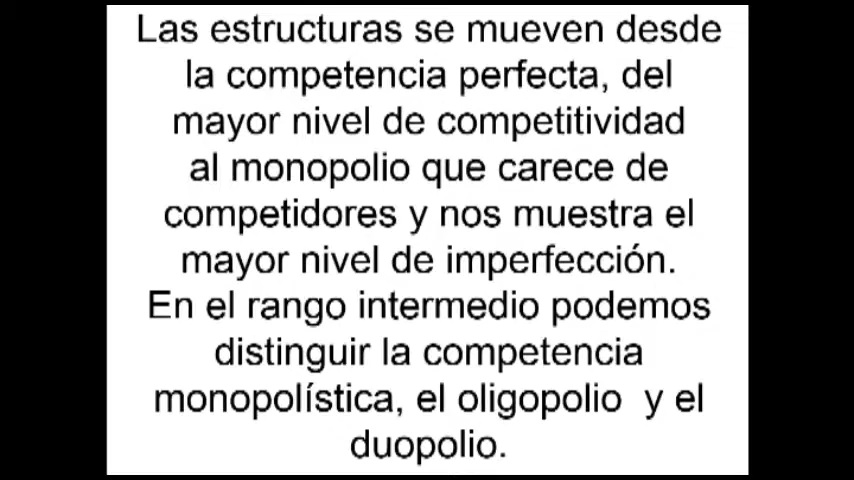 Las estructuras se mueven desde
la competencia perfecta, del
mayor nivel de competitividad
al monopolio que carece de
competidores y nos muestra el
mayor nivel de imperfección.
En el rango intermedio podemos
distinguir la competencia
monopolística, el oligopolio y el
duopolio.